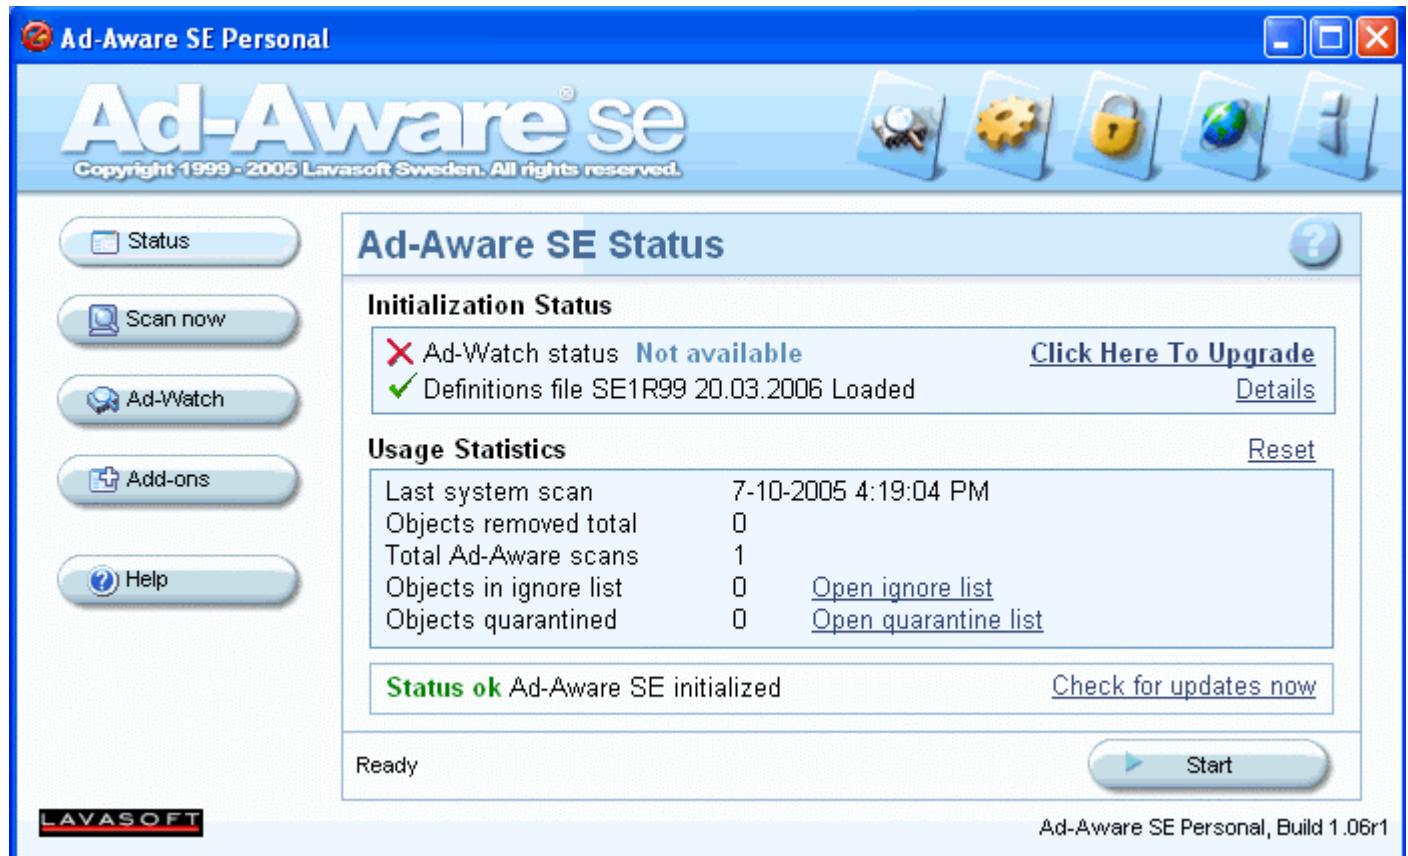 Ad-Aware SE Personal
Ad-Aware® se
Copyright 1999 - 2005 Lavasoft Sweden. All rights reserved.
Status
Scan now
Ad-Watch
Add-ons
Help
Ad-Aware SE Status
?
Initialization Status
Ad-Watch status Not available Click Here To Upgrade
Definitions file SE1R99 20.03.2006 Loaded Details
Usage Statistics Reset
Last system scan 7-10-2005 4:19:04 PM
Objects removed total 0
Total Ad-Aware scans 1
Objects in ignore list 0 Open ignore list
Objects quarantined 0 Open quarantine list
Status ok Ad-Aware SE initialized Check for updates now
Ready Start
LAVASOFT
Ad-Aware SE Personal, Build 1.06r1